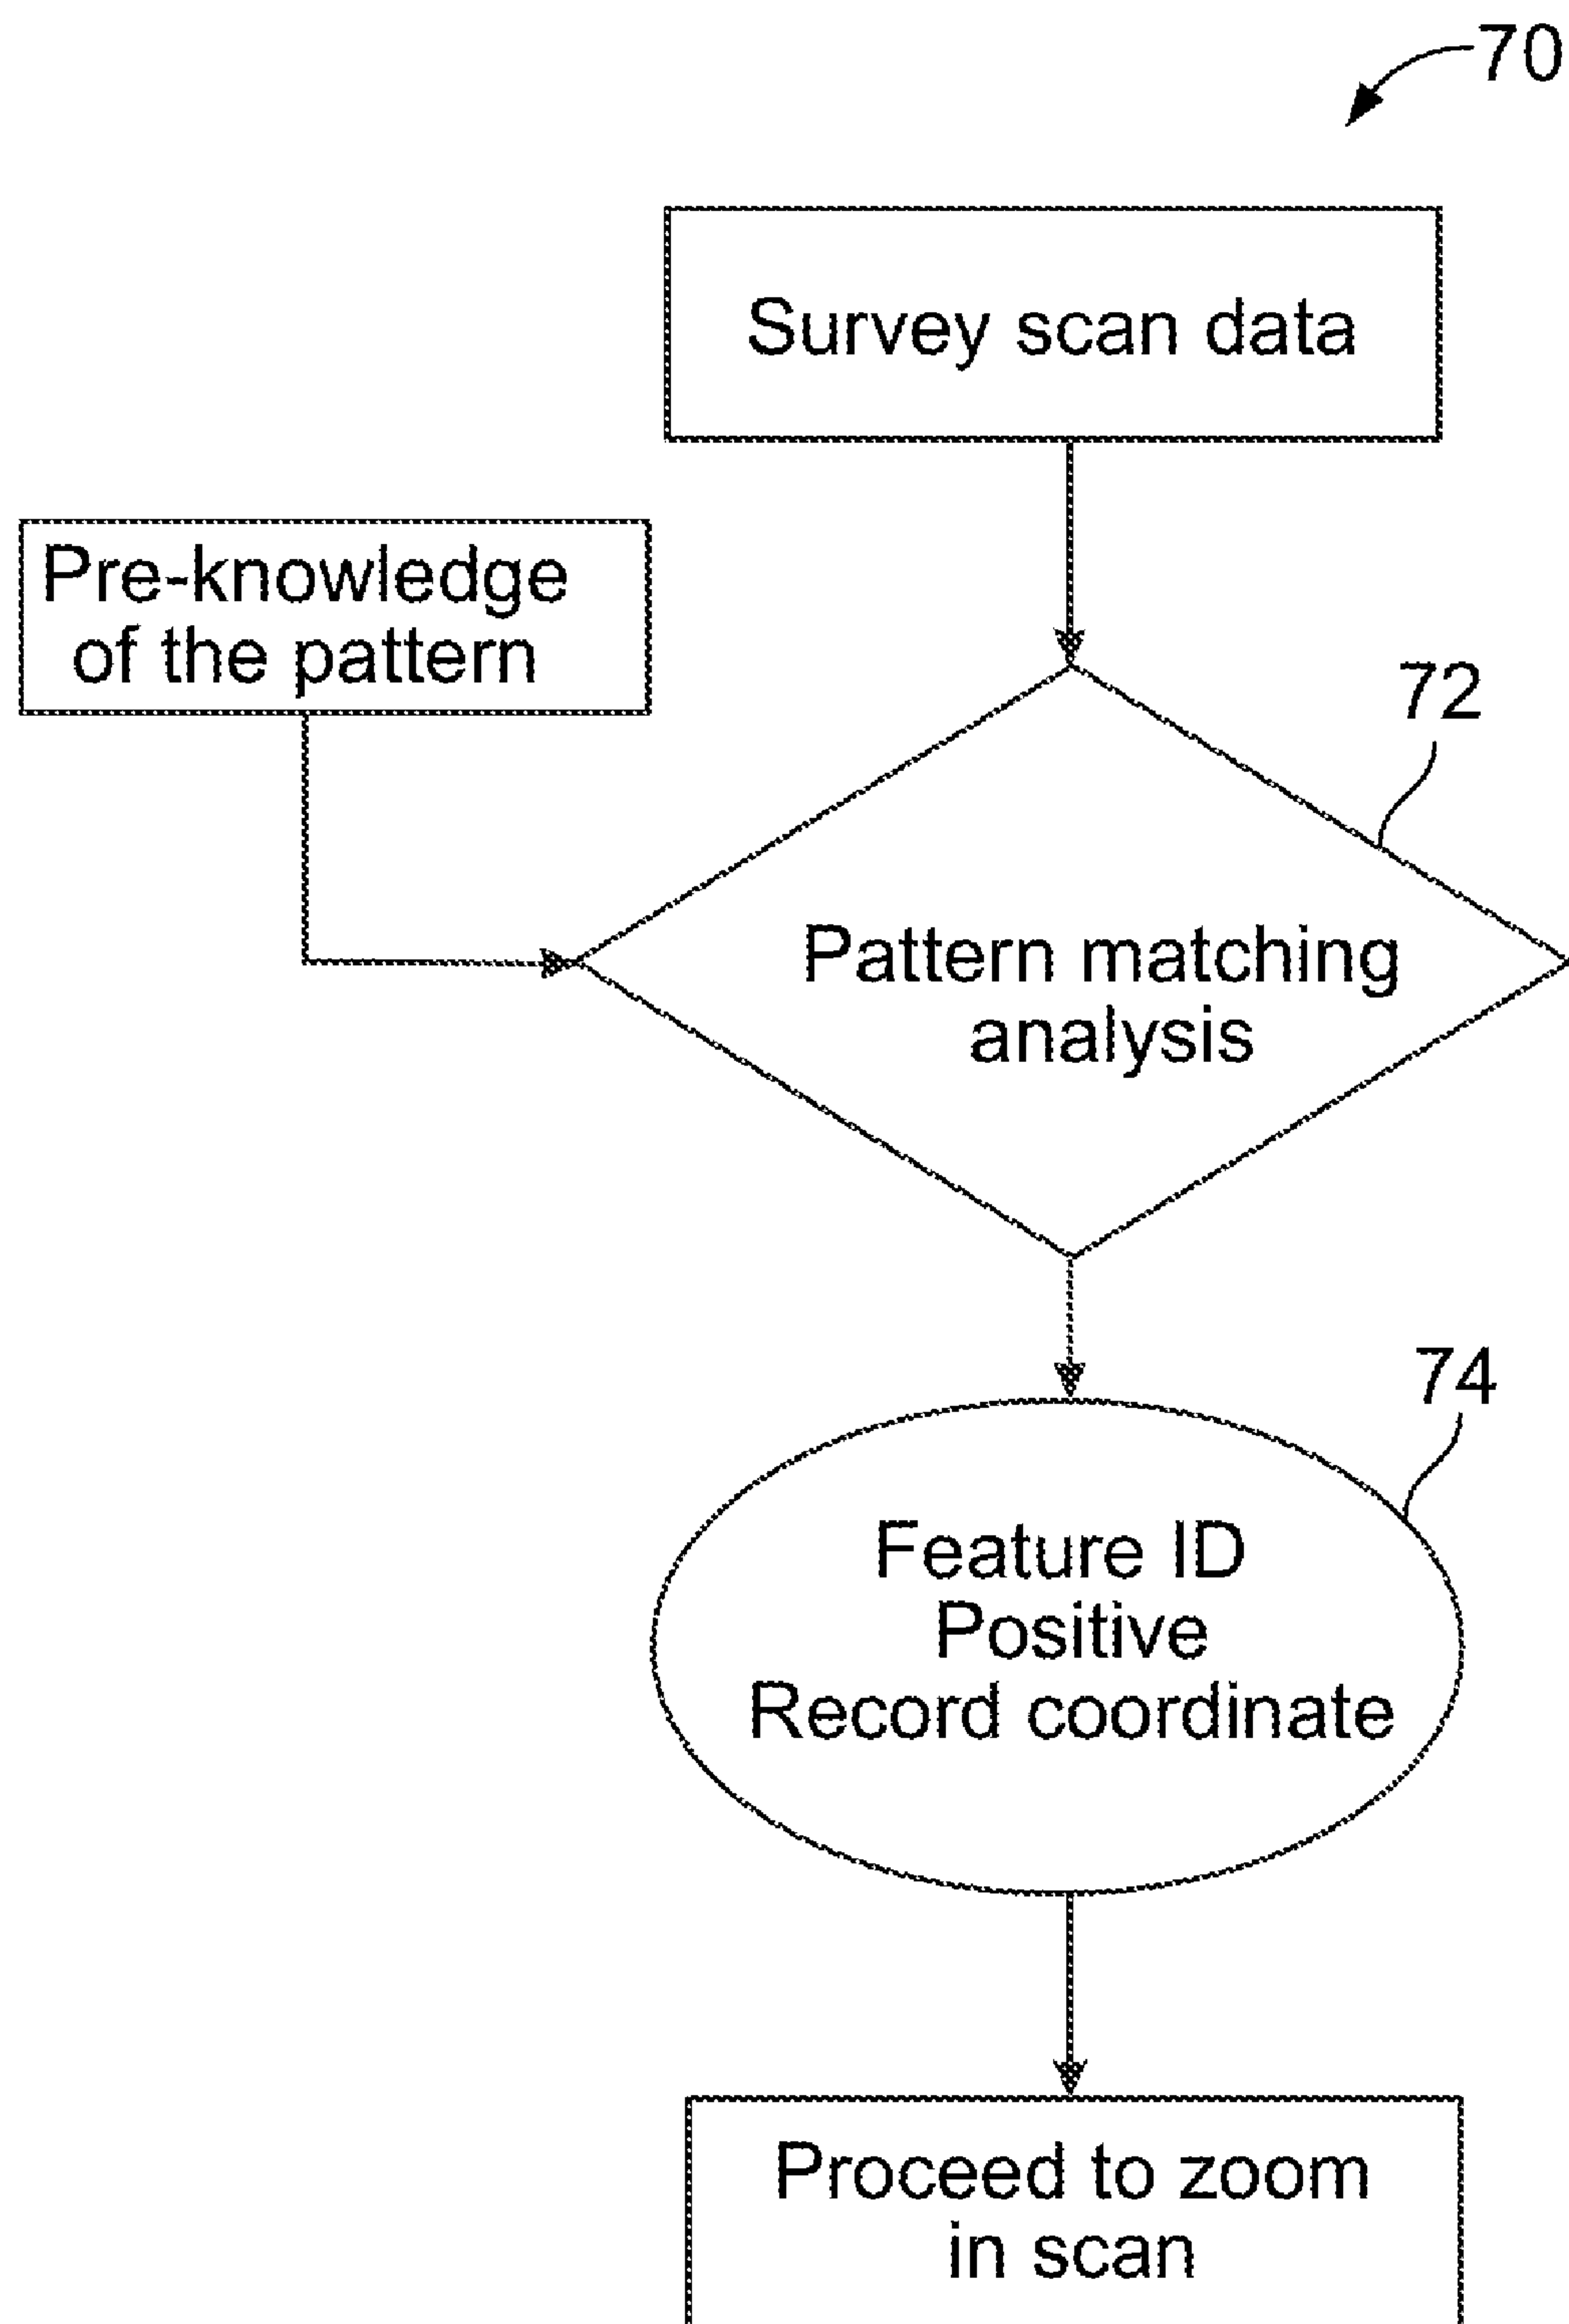 70
Survey scan data
Pre-knowledge
of the pattern
72
Pattern matching
analysis
74
Feature ID
Positive
Record coordinate
Proceed to zoom
in scan